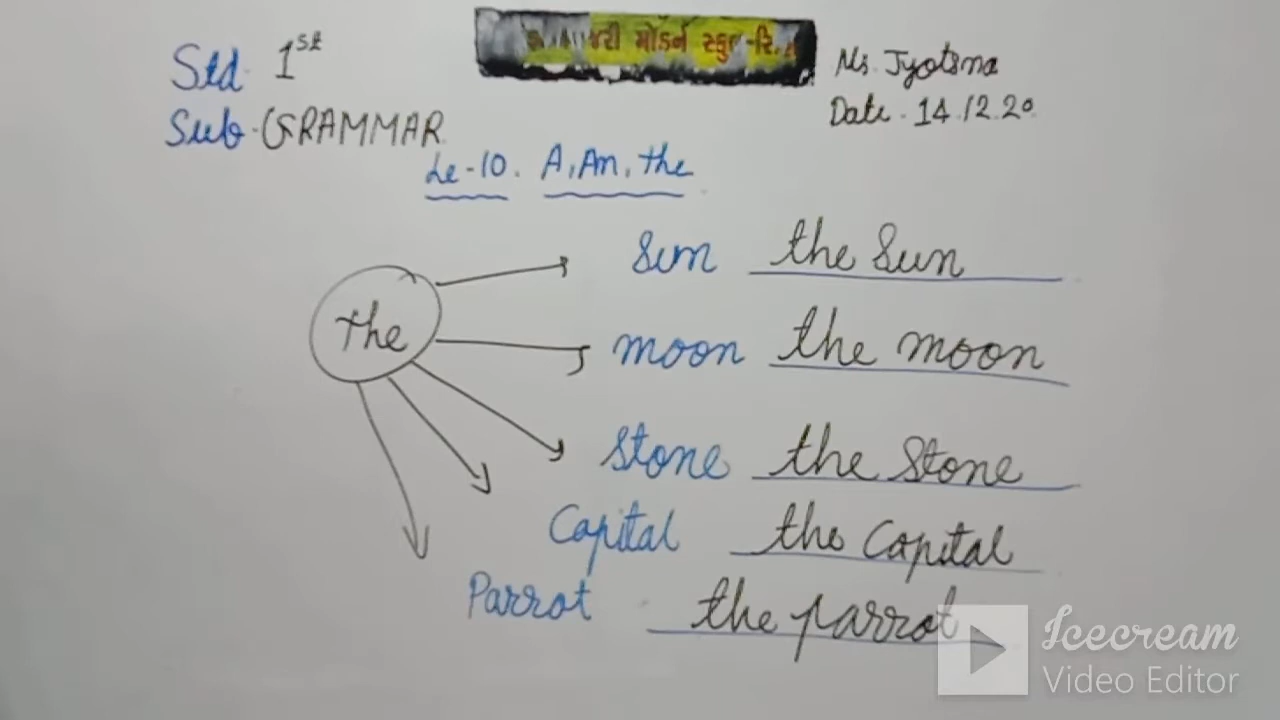 મોડર્ન સ્કુલ
Std 1st
Ms. Jyotsna
Sub - GRAMMAR
Date - 14.12.20
Le-10. A, An, the
the
Sun the Sun
moon the moon
Stone the Stone
Capital the Capital
Parrot the parrot
Icecream
Video Editor